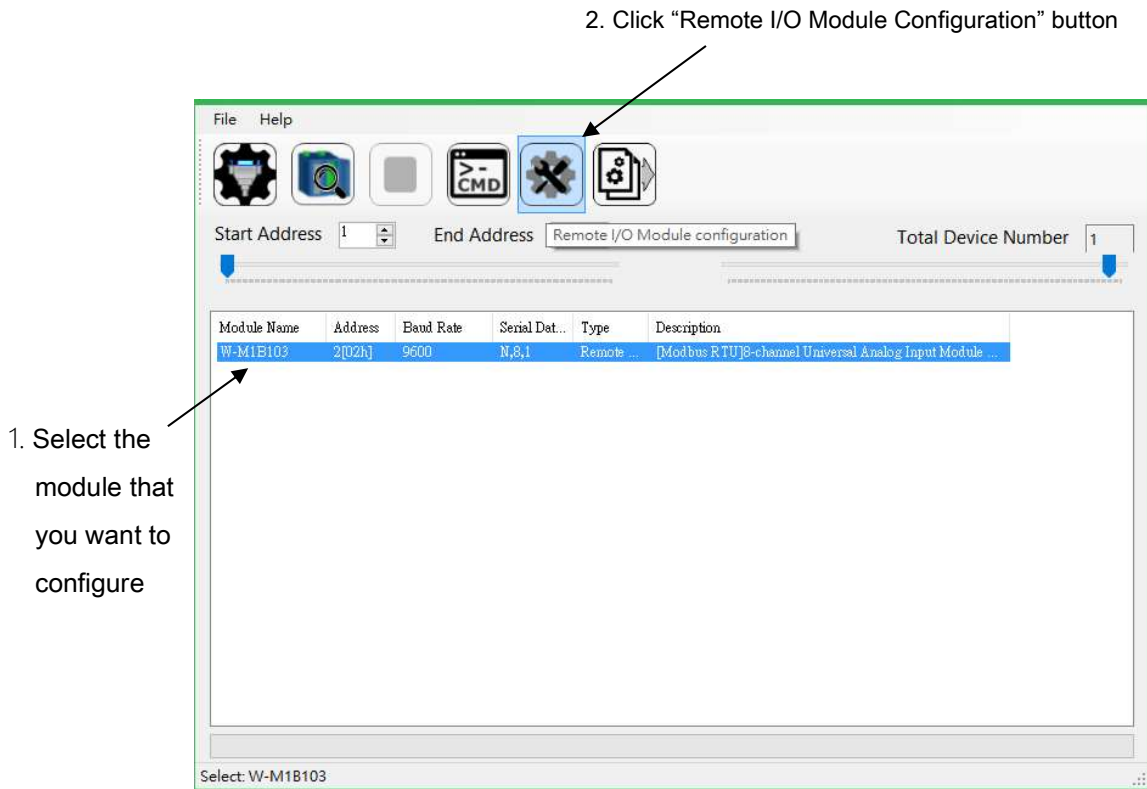 2. Click “Remote I/O Module Configuration” button
File Help
>-
CMD
Start Address 1 End Address Remote I/O Module configuration Total Device Number 1
Module Name Address Baud Rate Serial Dat... Type Description
W-M1B103 2[02h] 9600 N,8,1 Remote ... [Modbus RTU]8-channel Universal Analog Input Module ...
1. Select the
module that
you want to
configure
Select: W-M1B103